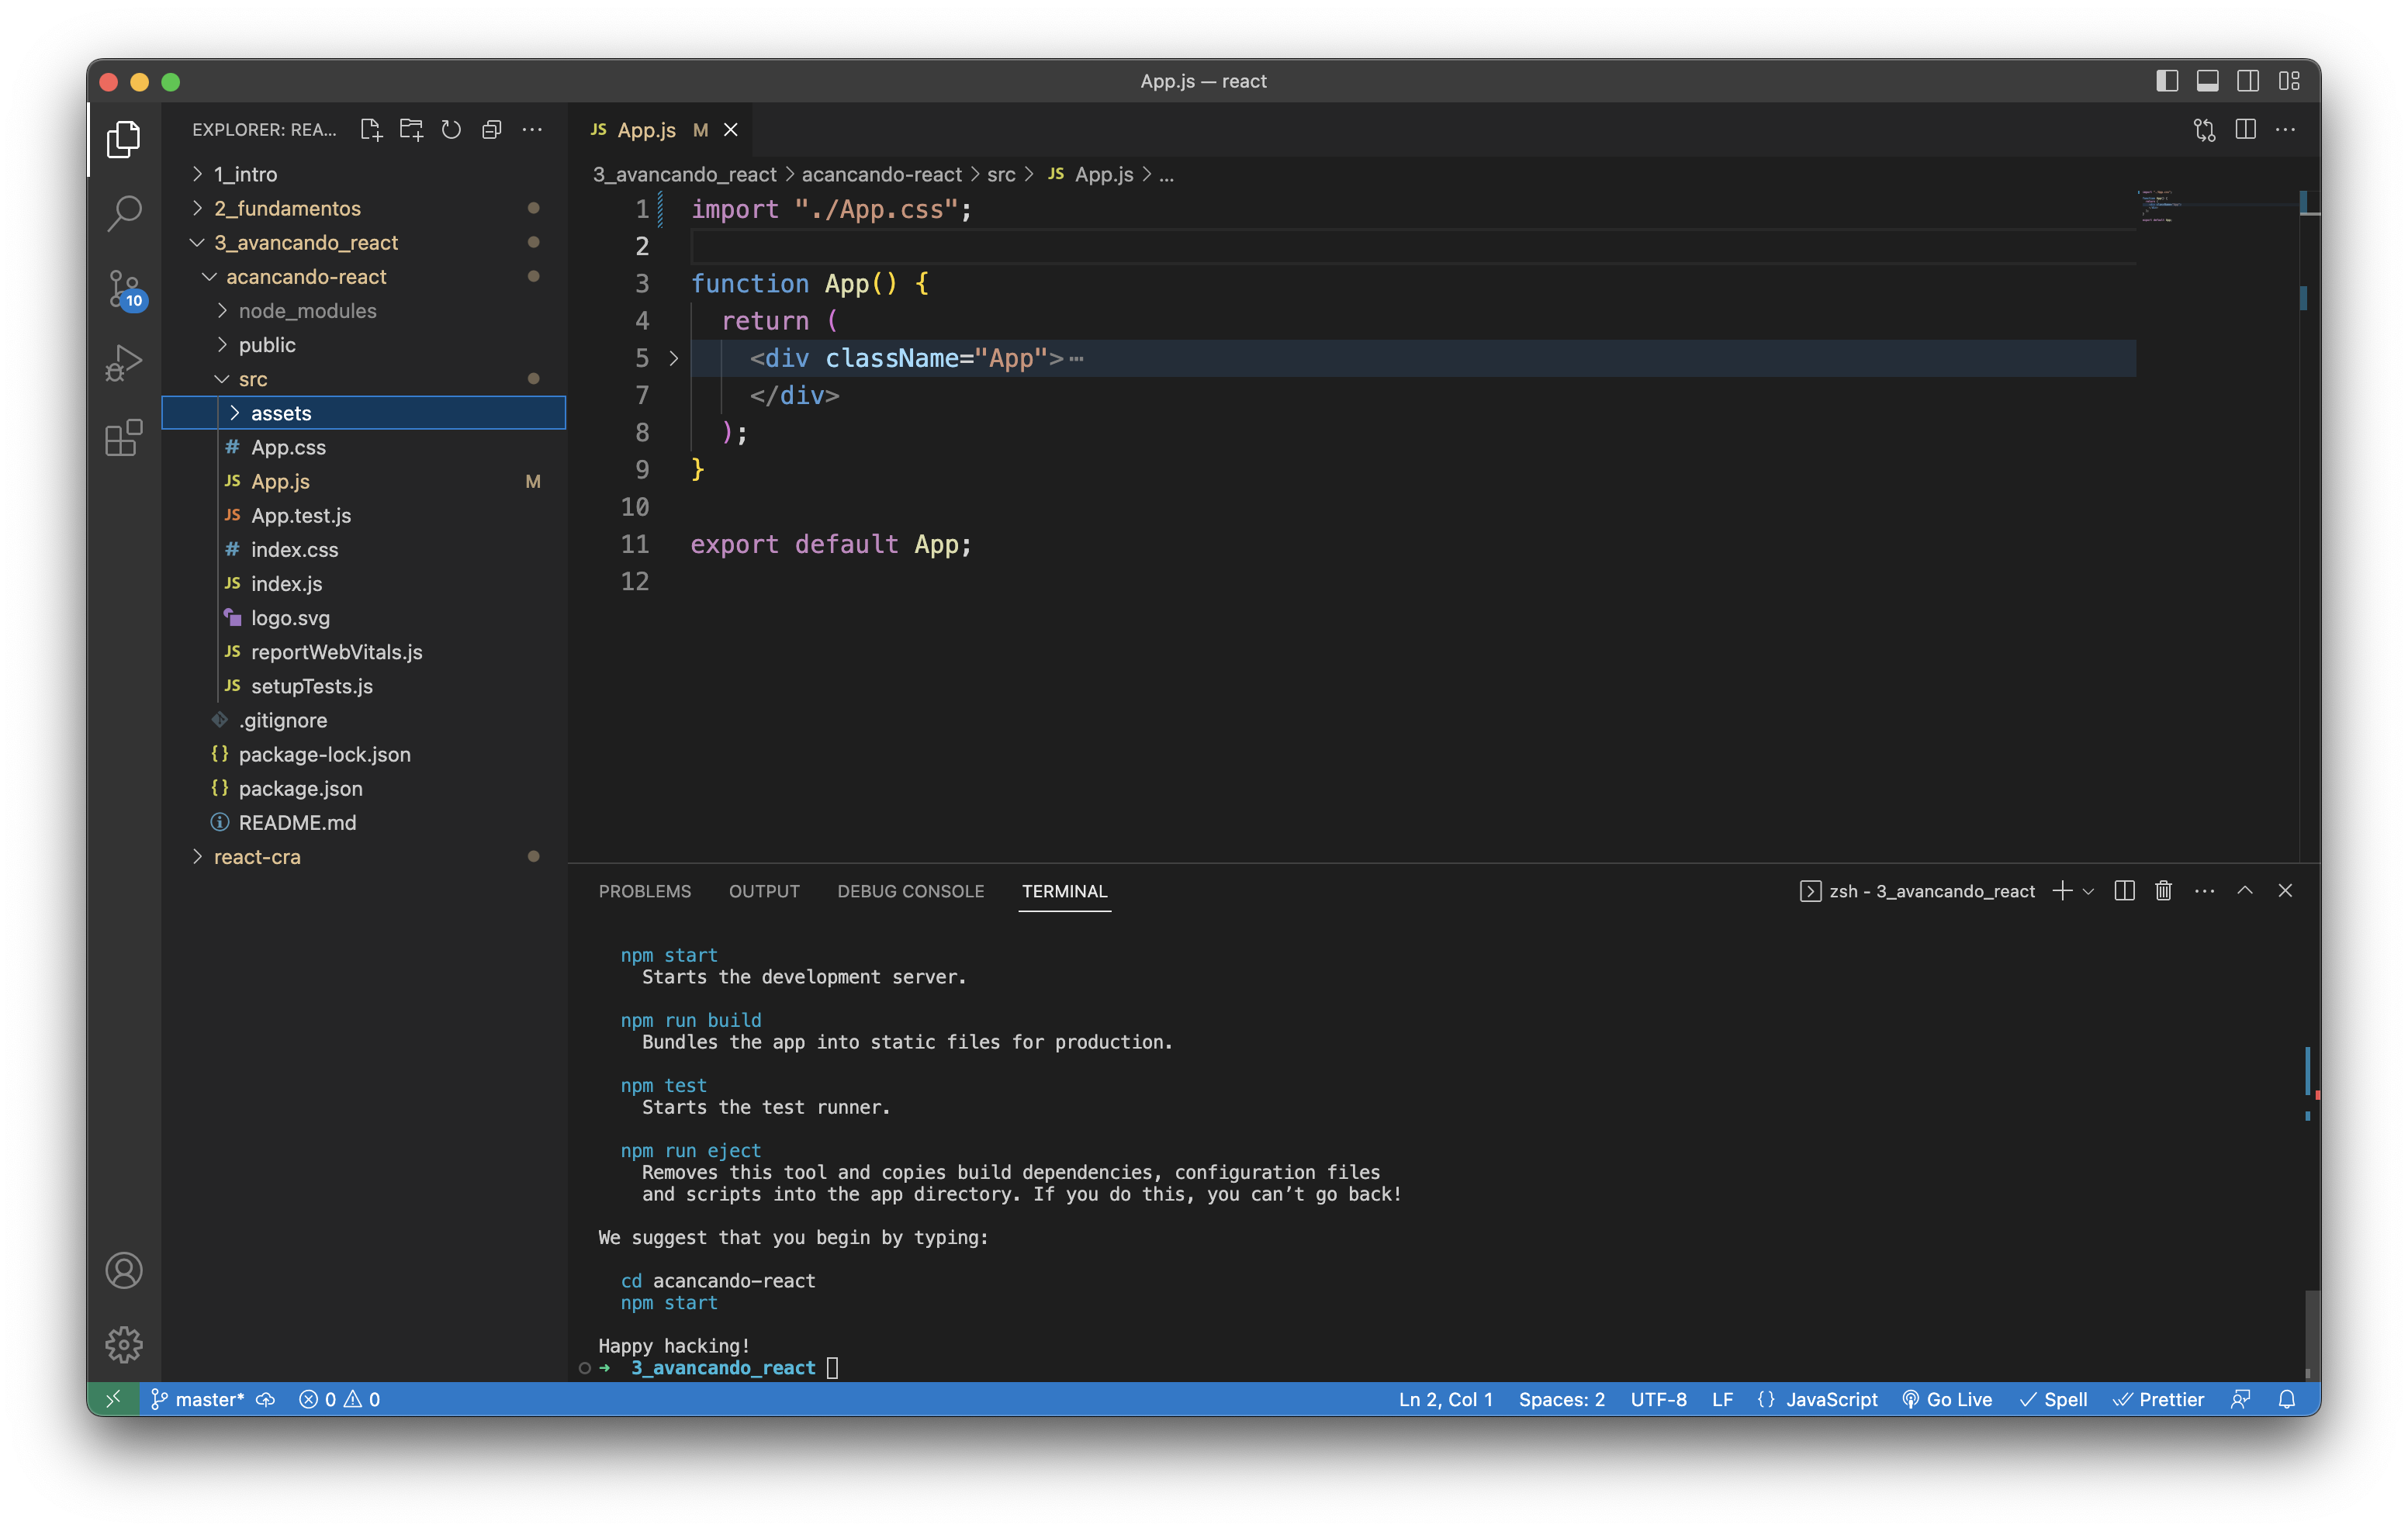 App.js — react
EXPLORER: REA...
1_intro
2_fundamentos
3_avancando_react
acancando-react
node_modules
public
src
assets
# App.css
JS App.js M
JS App.test.js
# index.css
JS index.js
logo.svg
JS reportWebVitals.js
JS setupTests.js
.gitignore
{} package-lock.json
{} package.json
README.md
react-cra
10
JS App.js M
3_avancando_react > acancando-react > src > JS App.js > ...
1 import "./App.css";
2
3 function App() {
4 return (
5 <div className="App">⋯
7 </div>
8 );
9 }
10
11 export default App;
12
PROBLEMS OUTPUT DEBUG CONSOLE TERMINAL zsh - 3_avancando_react
npm start
Starts the development server.
npm run build
Bundles the app into static files for production.
npm test
Starts the test runner.
npm run eject
Removes this tool and copies build dependencies, configuration files
and scripts into the app directory. If you do this, you can’t go back!
We suggest that you begin by typing:
cd acancando-react
npm start
Happy hacking!
➜ 3_avancando_react
master* 0 0 Ln 2, Col 1 Spaces: 2 UTF-8 LF {} JavaScript Go Live Spell Prettier